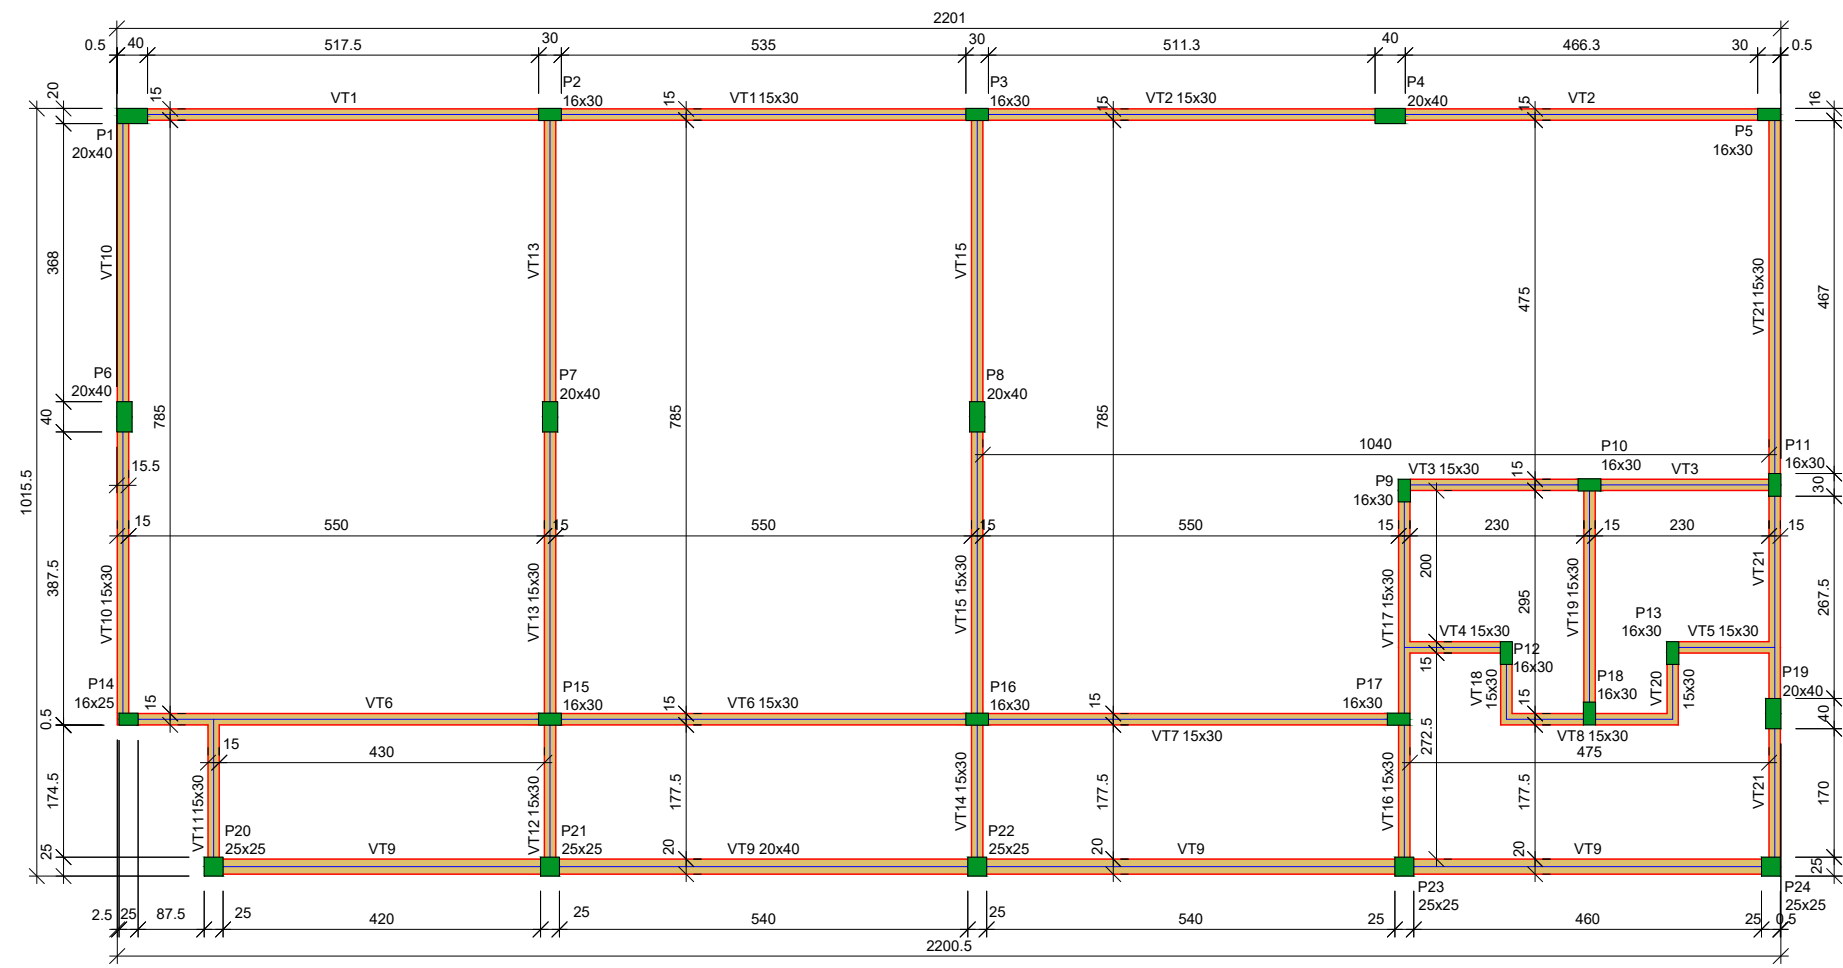 2201
0.5 40 517.5 30 535 30 511.3 40 466.3 30 0.5
20 15 VT1 P2 16x30 15 VT115x30 P3 16x30 15 VT2 15x30 P4 20x40 15 VT2 16
P1
20x40
P5
16x30
368
VT10
VT13
VT15
475
VT21 15x30
467
P6
20x40
P7
20x40
P8
20x40
40
785
785
785
1040
15.5
VT3 15x30
15
P10
16x30
VT3
P11
16x30
P9
16x30
30
1015.5
15 550 15 550 15 550 15 230 15 230 15
387.5
VT10 15x30
VT13 15x30
VT15 15x30
VT17 15x30
200
295
VT19 15x30
VT21
267.5
P13
16x30
VT4 15x30
VT5 15x30
15
P12
16x30
P14
16x25
15
VT6
P15
16x30
15
VT6 15x30
P16
16x30
15
P17
16x30
VT18
15x30
15
P18
16x30
VT20
15x30
P19
20x40
40
0.5
VT7 15x30
VT8 15x30
15
430
272.5
475
174.5
VT11 15x30
VT12 15x30
177.5
VT14 15x30
177.5
VT16 15x30
177.5
VT21
170
P20
25x25
VT9
P21
25x25
20
VT9 20x40
P22
25x25
20
VT9
20
VT9
25
25
P23
25x25
P24
25x25
2.5 25 87.5 25 420 25 540 25 540 25 25 460 25 0.5
2200.5